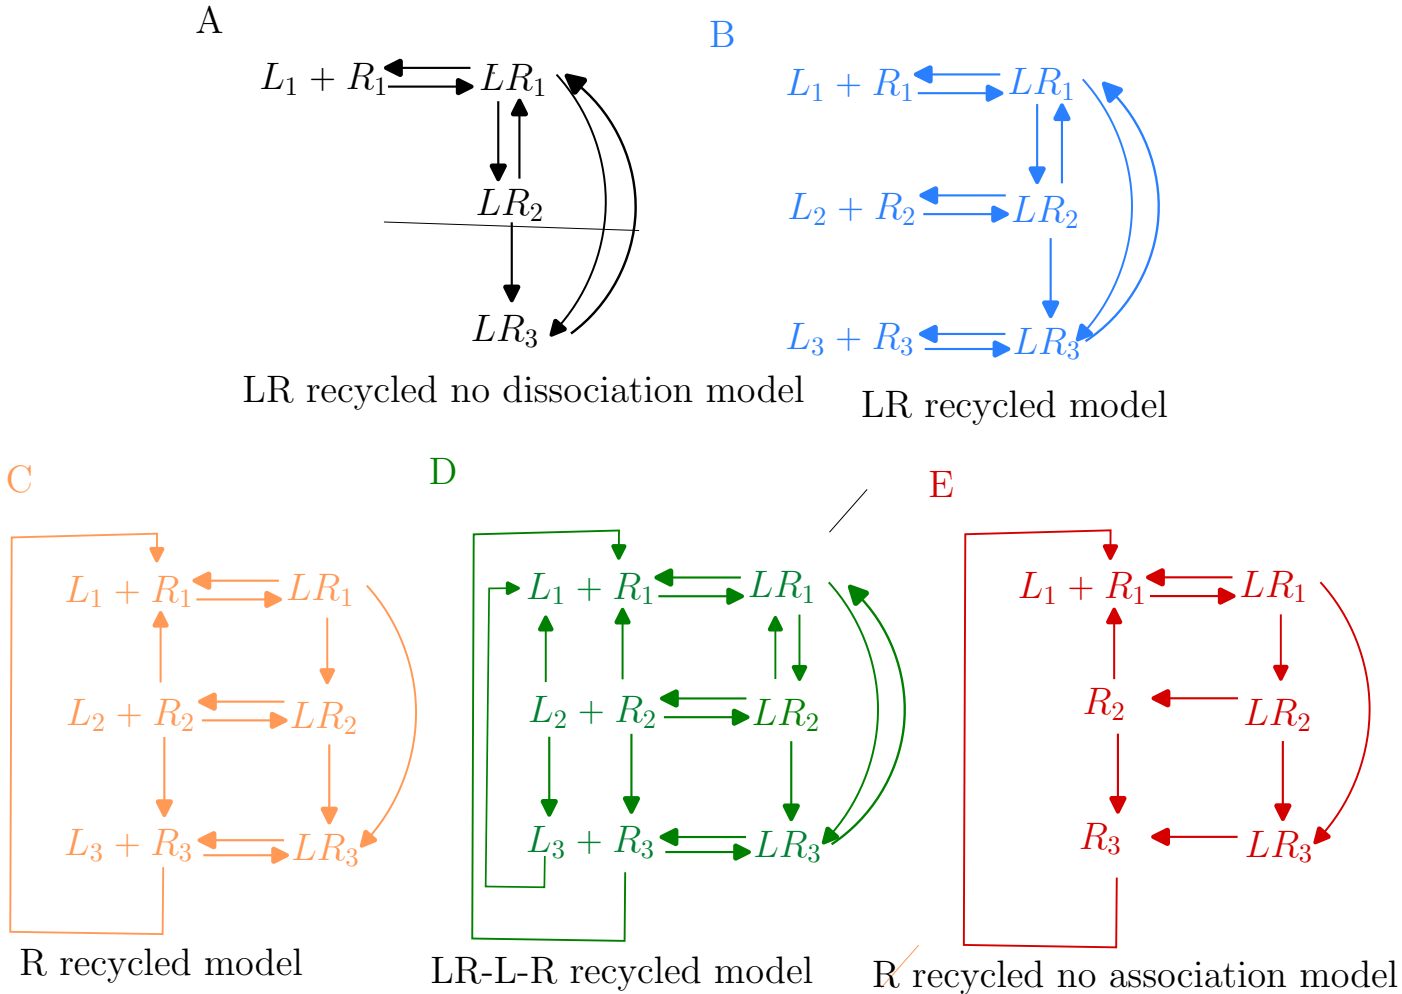 A
L₁ + R₁ LR₁
LR₂
LR₃
LR recycled no dissociation model
B
L₁ + R₁ LR₁
L₂ + R₂ LR₂
L₃ + R₃ LR₃
LR recycled model
C
L₁ + R₁ LR₁
L₂ + R₂ LR₂
L₃ + R₃ LR₃
R recycled model
D
L₁ + R₁ LR₁
L₂ + R₂ LR₂
L₃ + R₃ LR₃
LR-L-R recycled model
E
L₁ + R₁ LR₁
R₂ LR₂
R₃ LR₃
R recycled no association model